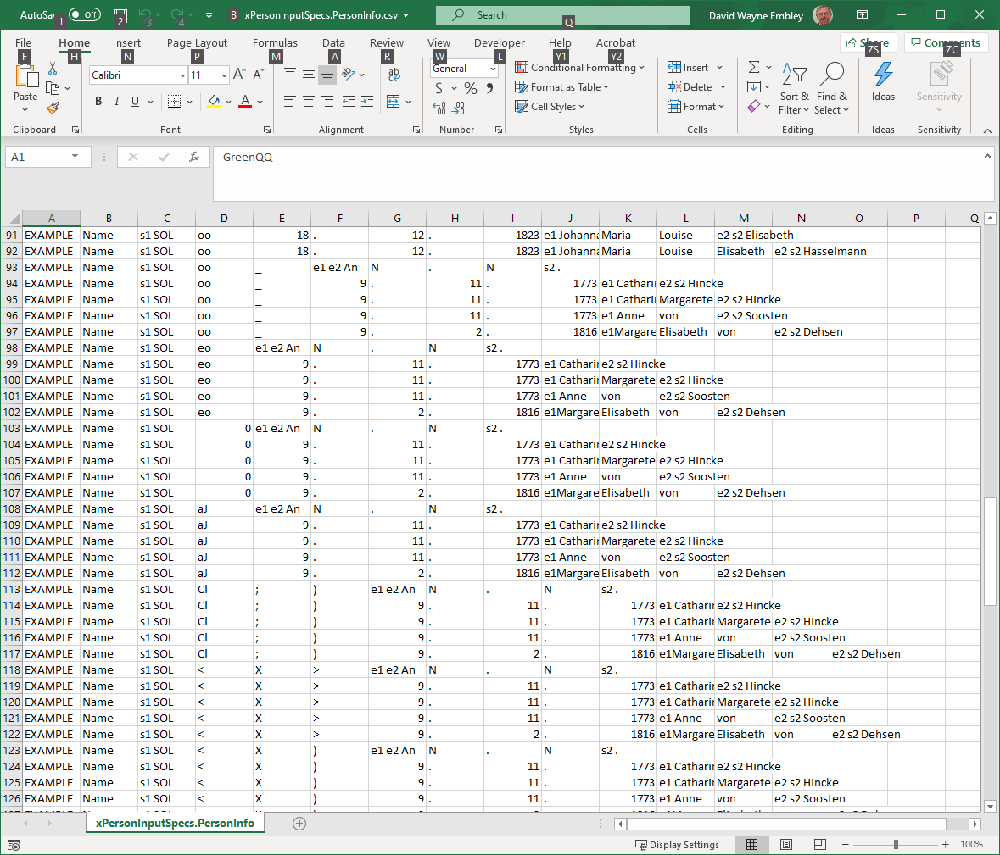 AutoSave Off 1 2 3 4 B xPersonInputSpecs.PersonInfo.csv Search Q David Wayne Embley
File Home Insert Page Layout Formulas Data Review View Developer Help Acrobat Share Comments
F H N P M A R W L Y1 Y2 ZS ZC
Paste Calibri 11 A A ab General Conditional Formatting Insert Sort & Filter Find & Select Ideas Sensitivity
B I U A $ % 9 Format as Table Delete
Cell Styles Format
Clipboard Font Alignment Number Styles Cells Editing Ideas Sensitivity
A1 fx GreenQQ
A B C D E F G H I J K L M N O P Q
91 EXAMPLE Name s1 SOL oo 18 . 12 . 1823 e1 Johanna Maria Louise e2 s2 Elisabeth
92 EXAMPLE Name s1 SOL oo 18 . 12 . 1823 e1 Johanna Maria Louise Elisabeth e2 s2 Hasselmann
93 EXAMPLE Name s1 SOL oo _ e1 e2 An N . N s2 .
94 EXAMPLE Name s1 SOL oo _ 9 . 11 . 1773 e1 Catharin e2 s2 Hincke
95 EXAMPLE Name s1 SOL oo _ 9 . 11 . 1773 e1 Catharin Margarete e2 s2 Hincke
96 EXAMPLE Name s1 SOL oo _ 9 . 11 . 1773 e1 Anne von e2 s2 Soosten
97 EXAMPLE Name s1 SOL oo _ 9 . 2 . 1816 e1Margare Elisabeth von e2 s2 Dehsen
98 EXAMPLE Name s1 SOL eo e1 e2 An N . N s2 .
99 EXAMPLE Name s1 SOL eo 9 . 11 . 1773 e1 Catharin e2 s2 Hincke
100 EXAMPLE Name s1 SOL eo 9 . 11 . 1773 e1 Catharin Margarete e2 s2 Hincke
101 EXAMPLE Name s1 SOL eo 9 . 11 . 1773 e1 Anne von e2 s2 Soosten
102 EXAMPLE Name s1 SOL eo 9 . 2 . 1816 e1Margare Elisabeth von e2 s2 Dehsen
103 EXAMPLE Name s1 SOL 0 e1 e2 An N . N s2 .
104 EXAMPLE Name s1 SOL 0 9 . 11 . 1773 e1 Catharin e2 s2 Hincke
105 EXAMPLE Name s1 SOL 0 9 . 11 . 1773 e1 Catharin Margarete e2 s2 Hincke
106 EXAMPLE Name s1 SOL 0 9 . 11 . 1773 e1 Anne von e2 s2 Soosten
107 EXAMPLE Name s1 SOL 0 9 . 2 . 1816 e1Margare Elisabeth von e2 s2 Dehsen
108 EXAMPLE Name s1 SOL aJ e1 e2 An N . N s2 .
109 EXAMPLE Name s1 SOL aJ 9 . 11 . 1773 e1 Catharin e2 s2 Hincke
110 EXAMPLE Name s1 SOL aJ 9 . 11 . 1773 e1 Catharin Margarete e2 s2 Hincke
111 EXAMPLE Name s1 SOL aJ 9 . 11 . 1773 e1 Anne von e2 s2 Soosten
112 EXAMPLE Name s1 SOL aJ 9 . 2 . 1816 e1Margare Elisabeth von e2 s2 Dehsen
113 EXAMPLE Name s1 SOL Cl ; ) e1 e2 An N . N s2 .
114 EXAMPLE Name s1 SOL Cl ; ) 9 . 11 . 1773 e1 Catharin e2 s2 Hincke
115 EXAMPLE Name s1 SOL Cl ; ) 9 . 11 . 1773 e1 Catharin Margarete e2 s2 Hincke
116 EXAMPLE Name s1 SOL Cl ; ) 9 . 11 . 1773 e1 Anne von e2 s2 Soosten
117 EXAMPLE Name s1 SOL Cl ; ) 9 . 2 . 1816 e1Margare Elisabeth von e2 s2 Dehsen
118 EXAMPLE Name s1 SOL < X > e1 e2 An N . N s2 .
119 EXAMPLE Name s1 SOL < X > 9 . 11 . 1773 e1 Catharin e2 s2 Hincke
120 EXAMPLE Name s1 SOL < X > 9 . 11 . 1773 e1 Catharin Margarete e2 s2 Hincke
121 EXAMPLE Name s1 SOL < X > 9 . 11 . 1773 e1 Anne von e2 s2 Soosten
122 EXAMPLE Name s1 SOL < X > 9 . 2 . 1816 e1Margare Elisabeth von e2 s2 Dehsen
123 EXAMPLE Name s1 SOL < X ) e1 e2 An N . N s2 .
124 EXAMPLE Name s1 SOL < X ) 9 . 11 . 1773 e1 Catharin e2 s2 Hincke
125 EXAMPLE Name s1 SOL < X ) 9 . 11 . 1773 e1 Catharin Margarete e2 s2 Hincke
126 EXAMPLE Name s1 SOL < X ) 9 . 11 . 1773 e1 Anne von e2 s2 Soosten
xPersonInputSpecs.PersonInfo
Display Settings 100%